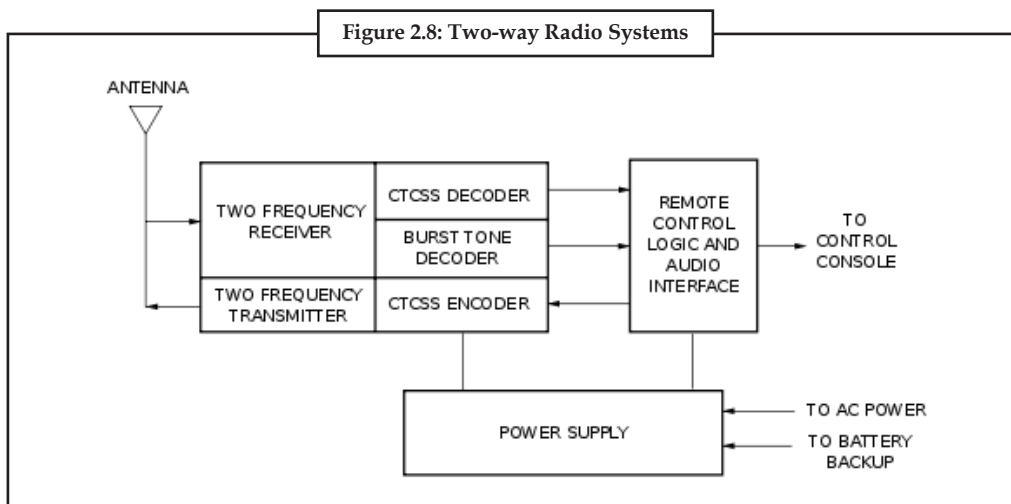 Figure 2.8: Two-way Radio Systems
ANTENNA
TWO FREQUENCY
RECEIVER
CTCSS DECODER
BURST TONE
DECODER
TWO FREQUENCY
TRANSMITTER
CTCSS ENCODER
REMOTE
CONTROL
LOGIC AND
AUDIO
INTERFACE
TO
CONTROL
CONSOLE
POWER SUPPLY
TO AC POWER
TO BATTERY
BACKUP